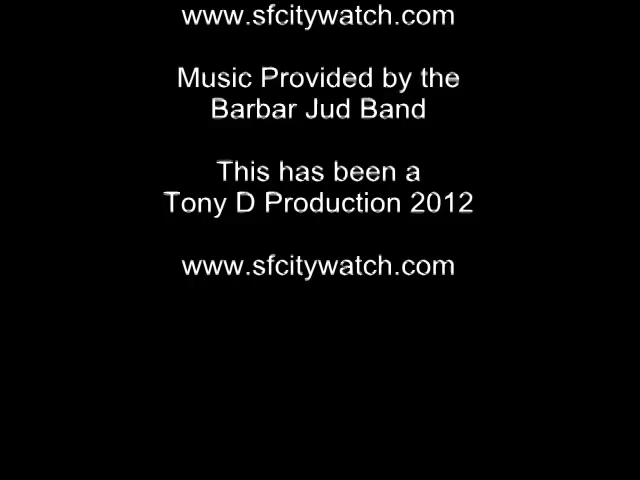 www.sfcitywatch.com
Music Provided by the
Barbar Jud Band
This has been a
Tony D Production 2012
www.sfcitywatch.com